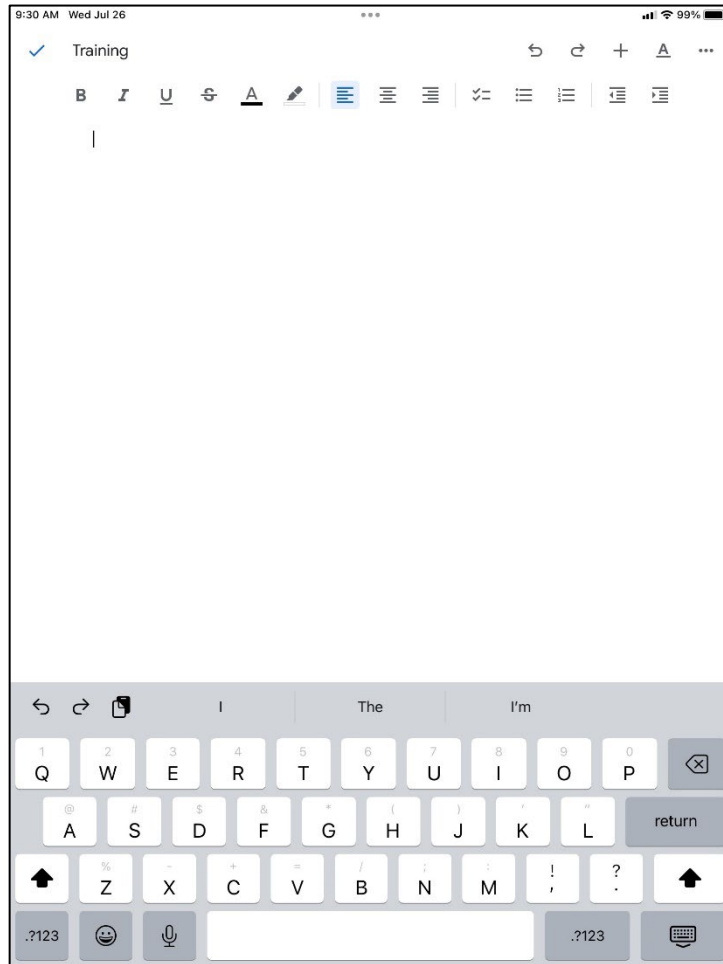 9:30 AM Wed Jul 26 99%
Training
A
B I U S A
I The I'm
1 2 3 4 5 6 7 8 9 0
Q W E R T Y U I O P
@ # $ & * ( ) ' "
A S D F G H J K L return
% - + = / ; : ! ?
Z X C V B N M , .
.?123 .?123